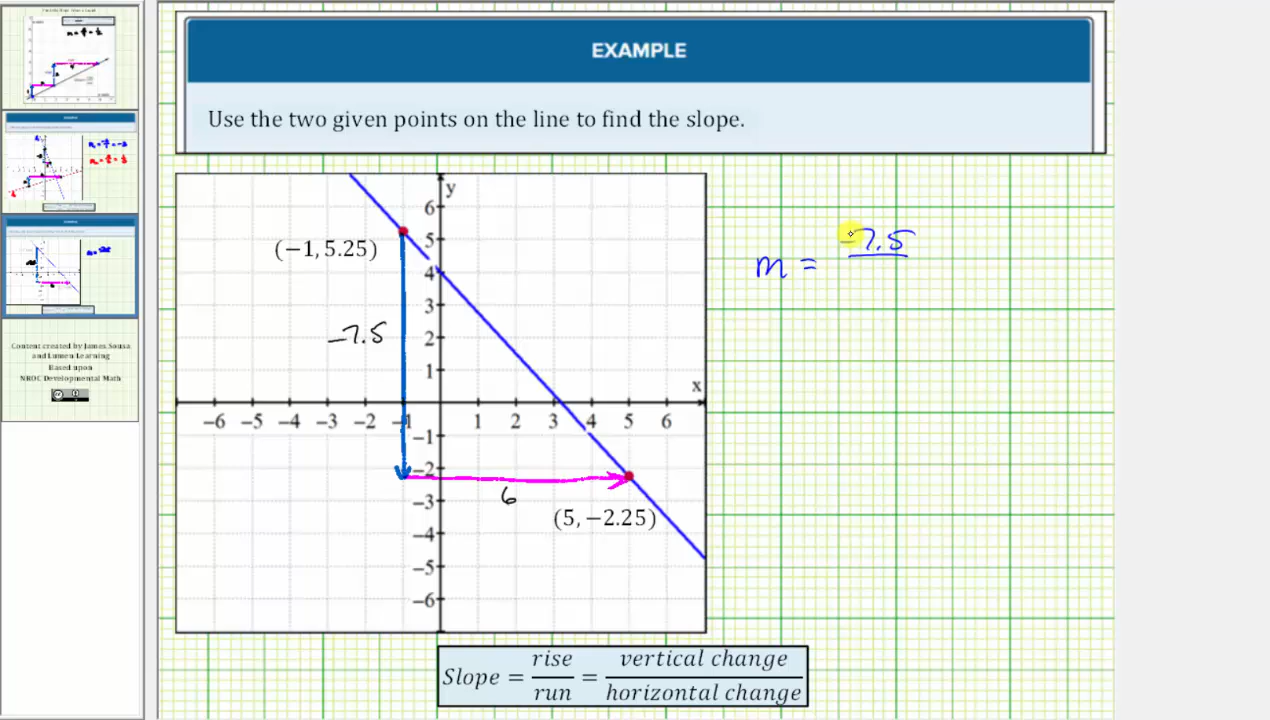 EXAMPLE
Use the two given points on the line to find the slope.
y
6
(−1, 5.25)
5
4
3
−7.5
2
1
x
−6 −5 −4 −3 −2 −1 1 2 3 4 5 6
−1
−2
6
−3
(5, −2.25)
−4
−5
−6
m = −7.5
Slope = rise / run = vertical change / horizontal change
Content created by James Sousa
and Lumen Learning
Based upon
NROC Developmental Math